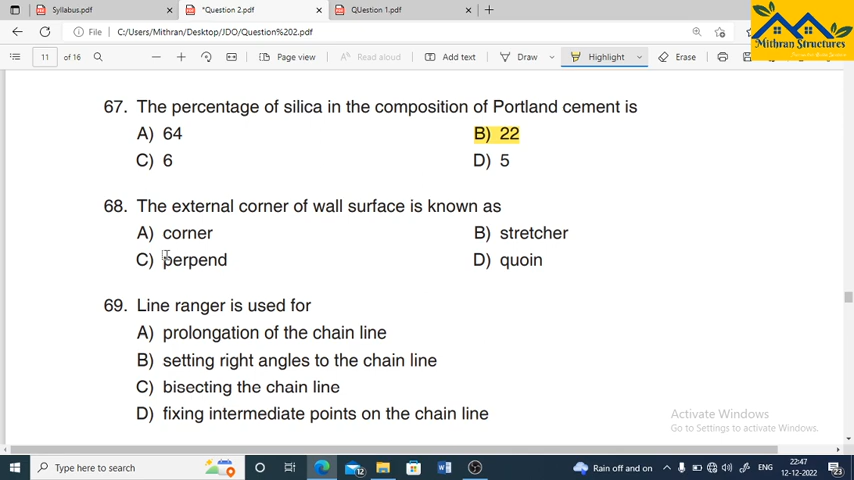 Syllabus.pdf
*Question 2.pdf
QUestion 1.pdf
File
C:/Users/Mithran/Desktop/JDO/Question%202.pdf
Mithran Structures
11 of 16
Page view
Read aloud
Add text
Draw
Highlight
Erase
67. The percentage of silica in the composition of Portland cement is
A) 64
B) 22
C) 6
D) 5
68. The external corner of wall surface is known as
A) corner
B) stretcher
C) perpend
D) quoin
69. Line ranger is used for
A) prolongation of the chain line
B) setting right angles to the chain line
C) bisecting the chain line
D) fixing intermediate points on the chain line
Activate Windows
Go to Settings to activate Windows.
Type here to search
12
Rain off and on
ENG
22:47
12-12-2022
23